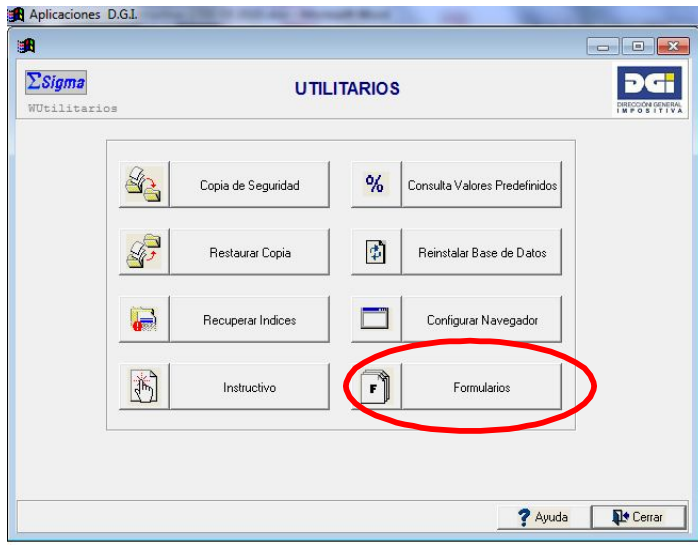 Aplicaciones D.G.I.
ΣSigma
WUtilitarios
UTILITARIOS
DGI
DIRECCIÓN GENERAL
IMPOSITIVA
Copia de Seguridad
% Consulta Valores Predefinidos
Restaurar Copia
Reinstalar Base de Datos
Recuperar Indices
Configurar Navegador
Instructivo
F Formularios
? Ayuda
Cerrar